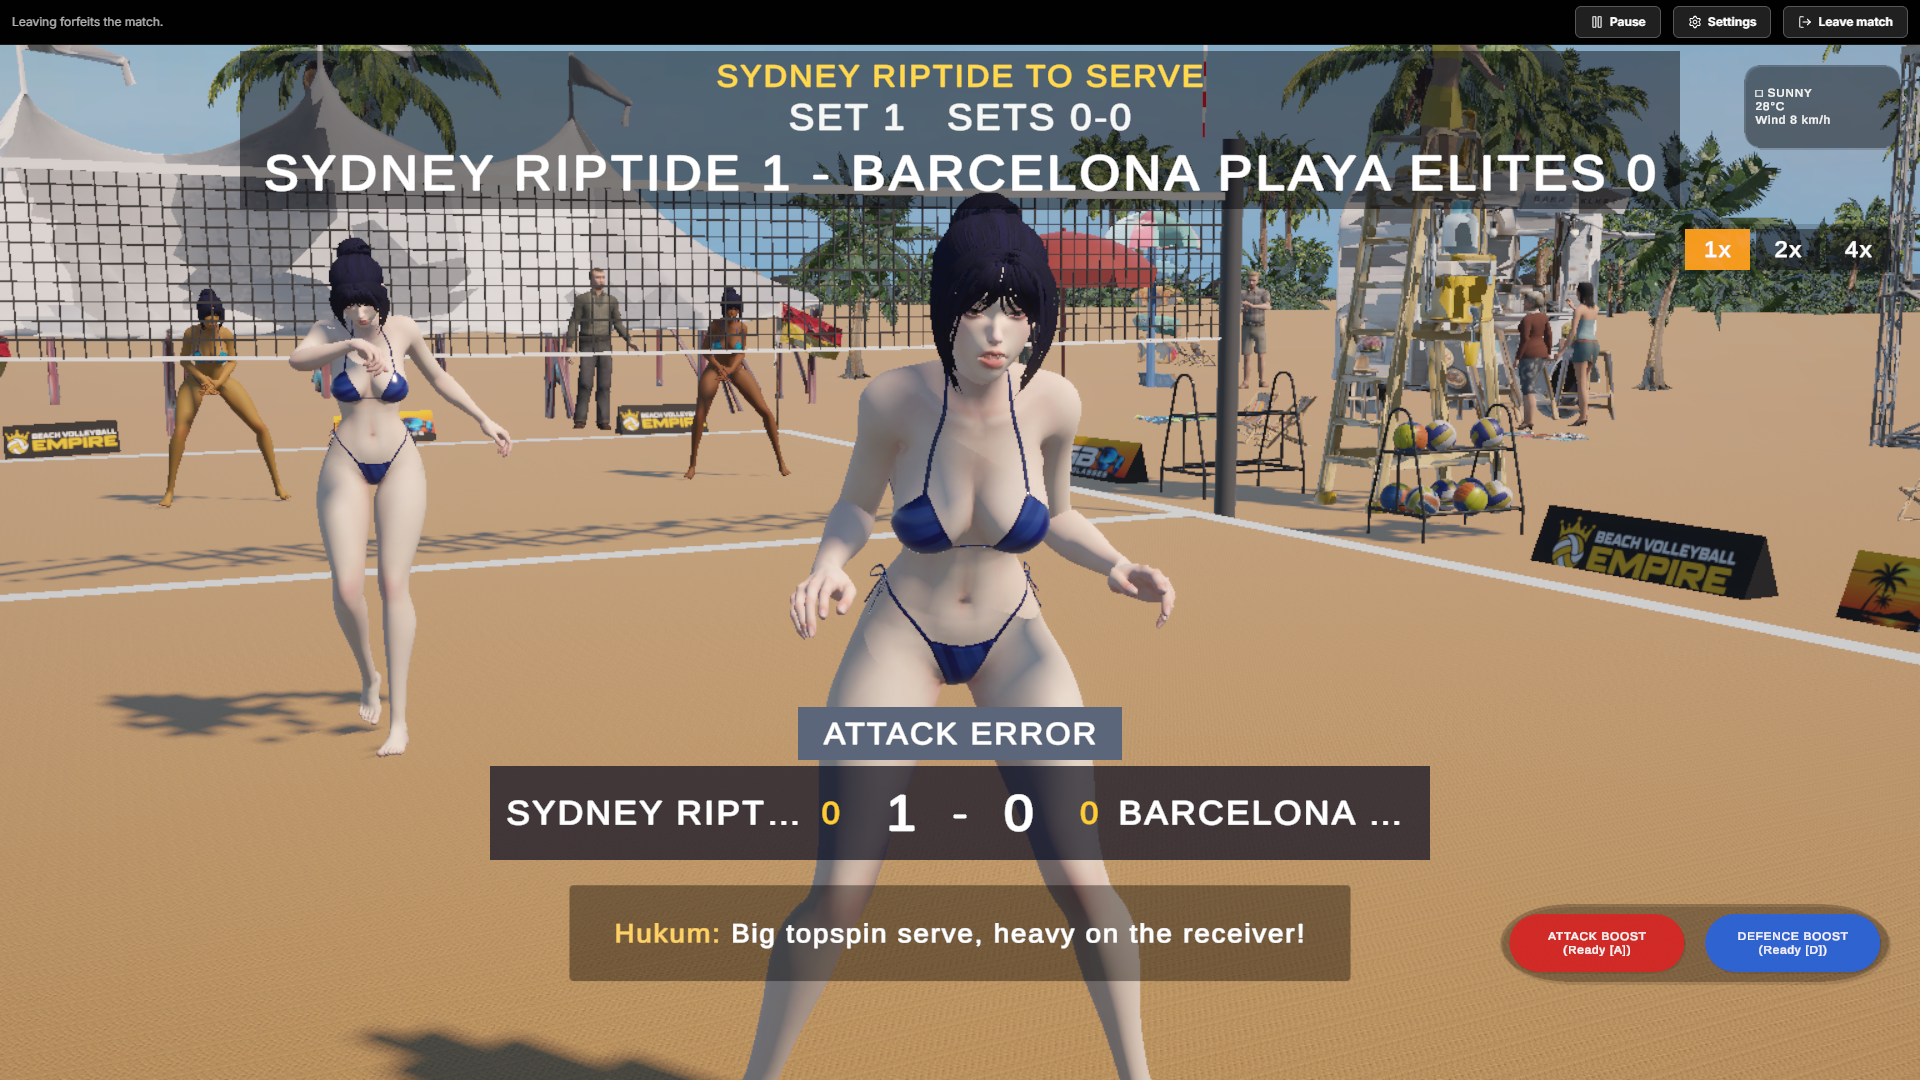 Leaving forfeits the match.
Pause
Settings
Leave match
SYDNEY RIPTIDE TO SERVE
SET 1 SETS 0-0
SYDNEY RIPTIDE 1 - BARCELONA PLAYA ELITES 0
SUNNY
28°C
Wind 8 km/h
1x 2x 4x
BEACH VOLLEYBALL
EMPIRE
BEACH VOLLEYBALL
EMPIRE
BEACH VOLLEYBALL
EMPIRE
ATTACK ERROR
SYDNEY RIPT... 0 1 - 0 0 BARCELONA ...
Hukum: Big topspin serve, heavy on the receiver!
ATTACK BOOST
(Ready [A])
DEFENCE BOOST
(Ready [D])